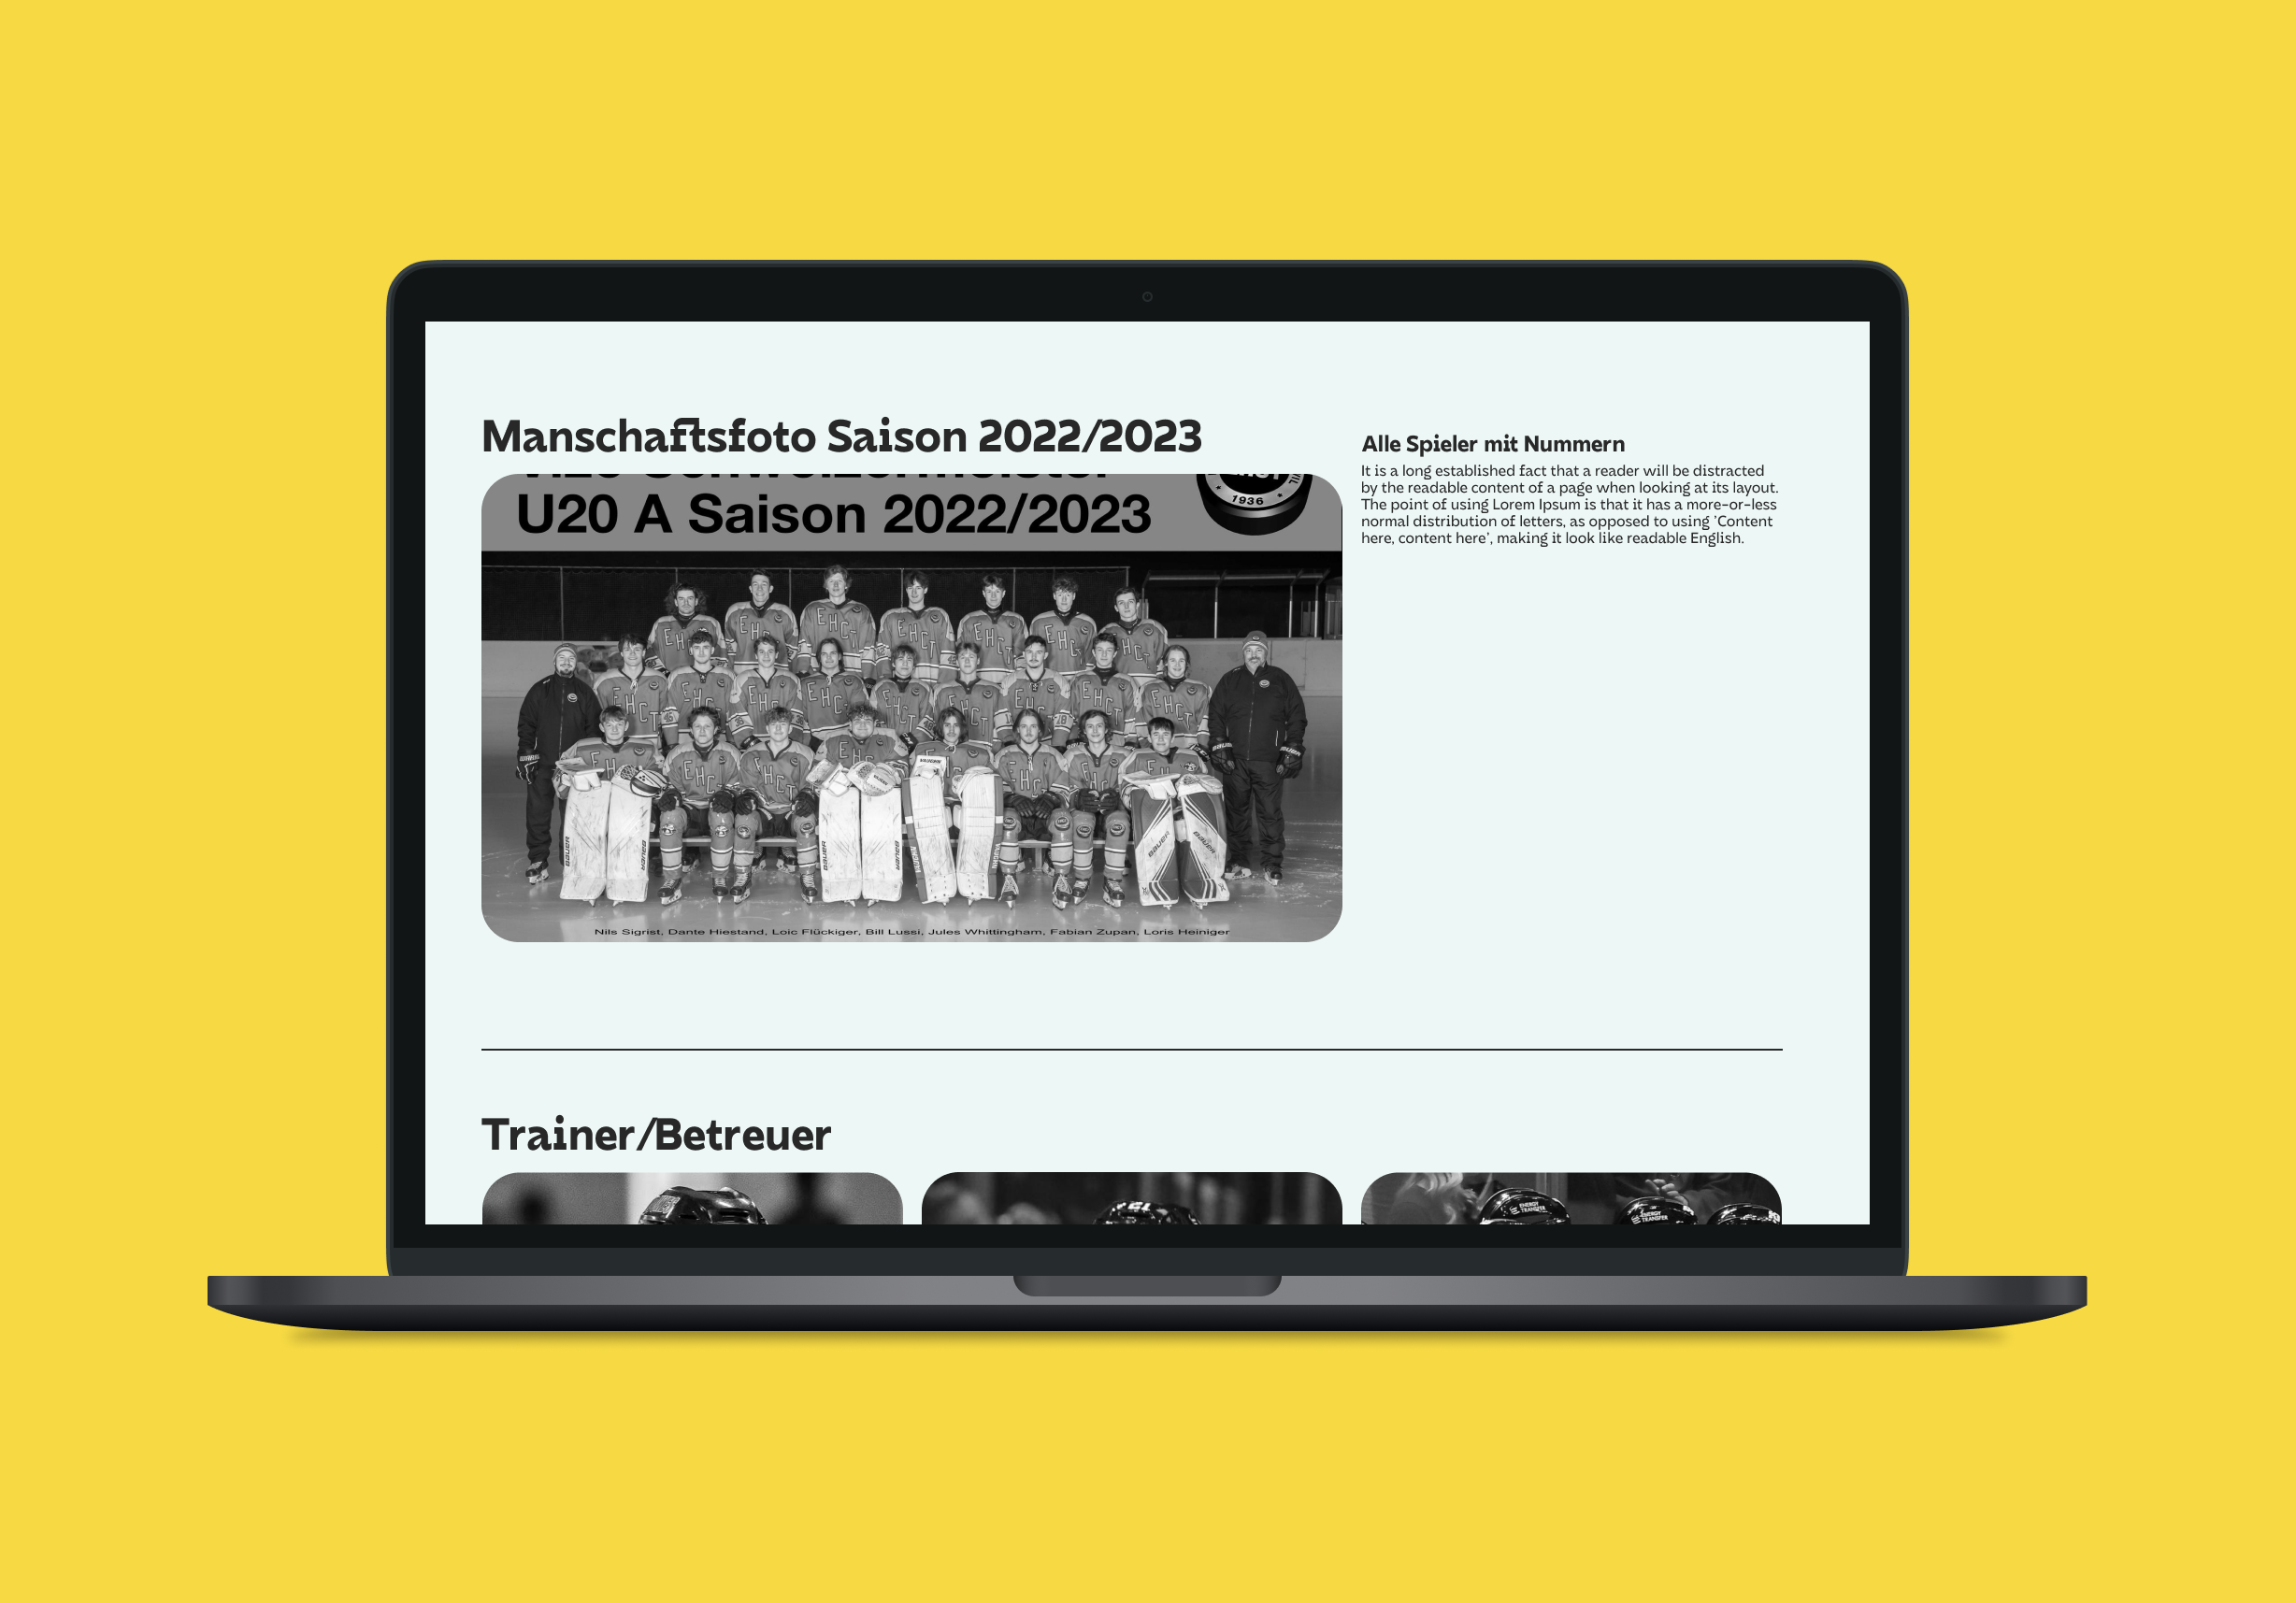 Manschaftsfoto Saison 2022/2023
U20 A Saison 2022/2023
1936
Nils Sigrist, Dante Hiestand, Loic Flückiger, Bill Lussi, Jules Whittingham, Fabian Zupan, Loris Heiniger
Alle Spieler mit Nummern
It is a long established fact that a reader will be distracted
by the readable content of a page when looking at its layout.
The point of using Lorem Ipsum is that it has a more-or-less
normal distribution of letters, as opposed to using 'Content
here, content here', making it look like readable English.
Trainer/Betreuer
ENERGY
TRANSFER
ENERGY
TRANSFER